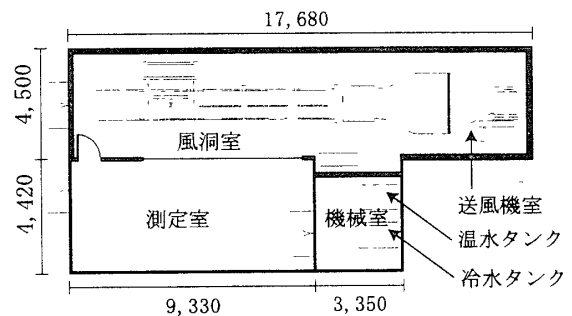 17,680
4,500
風洞室
4,420
測定室
機械室
送風機室
温水タンク
冷水タンク
9,330
3,350